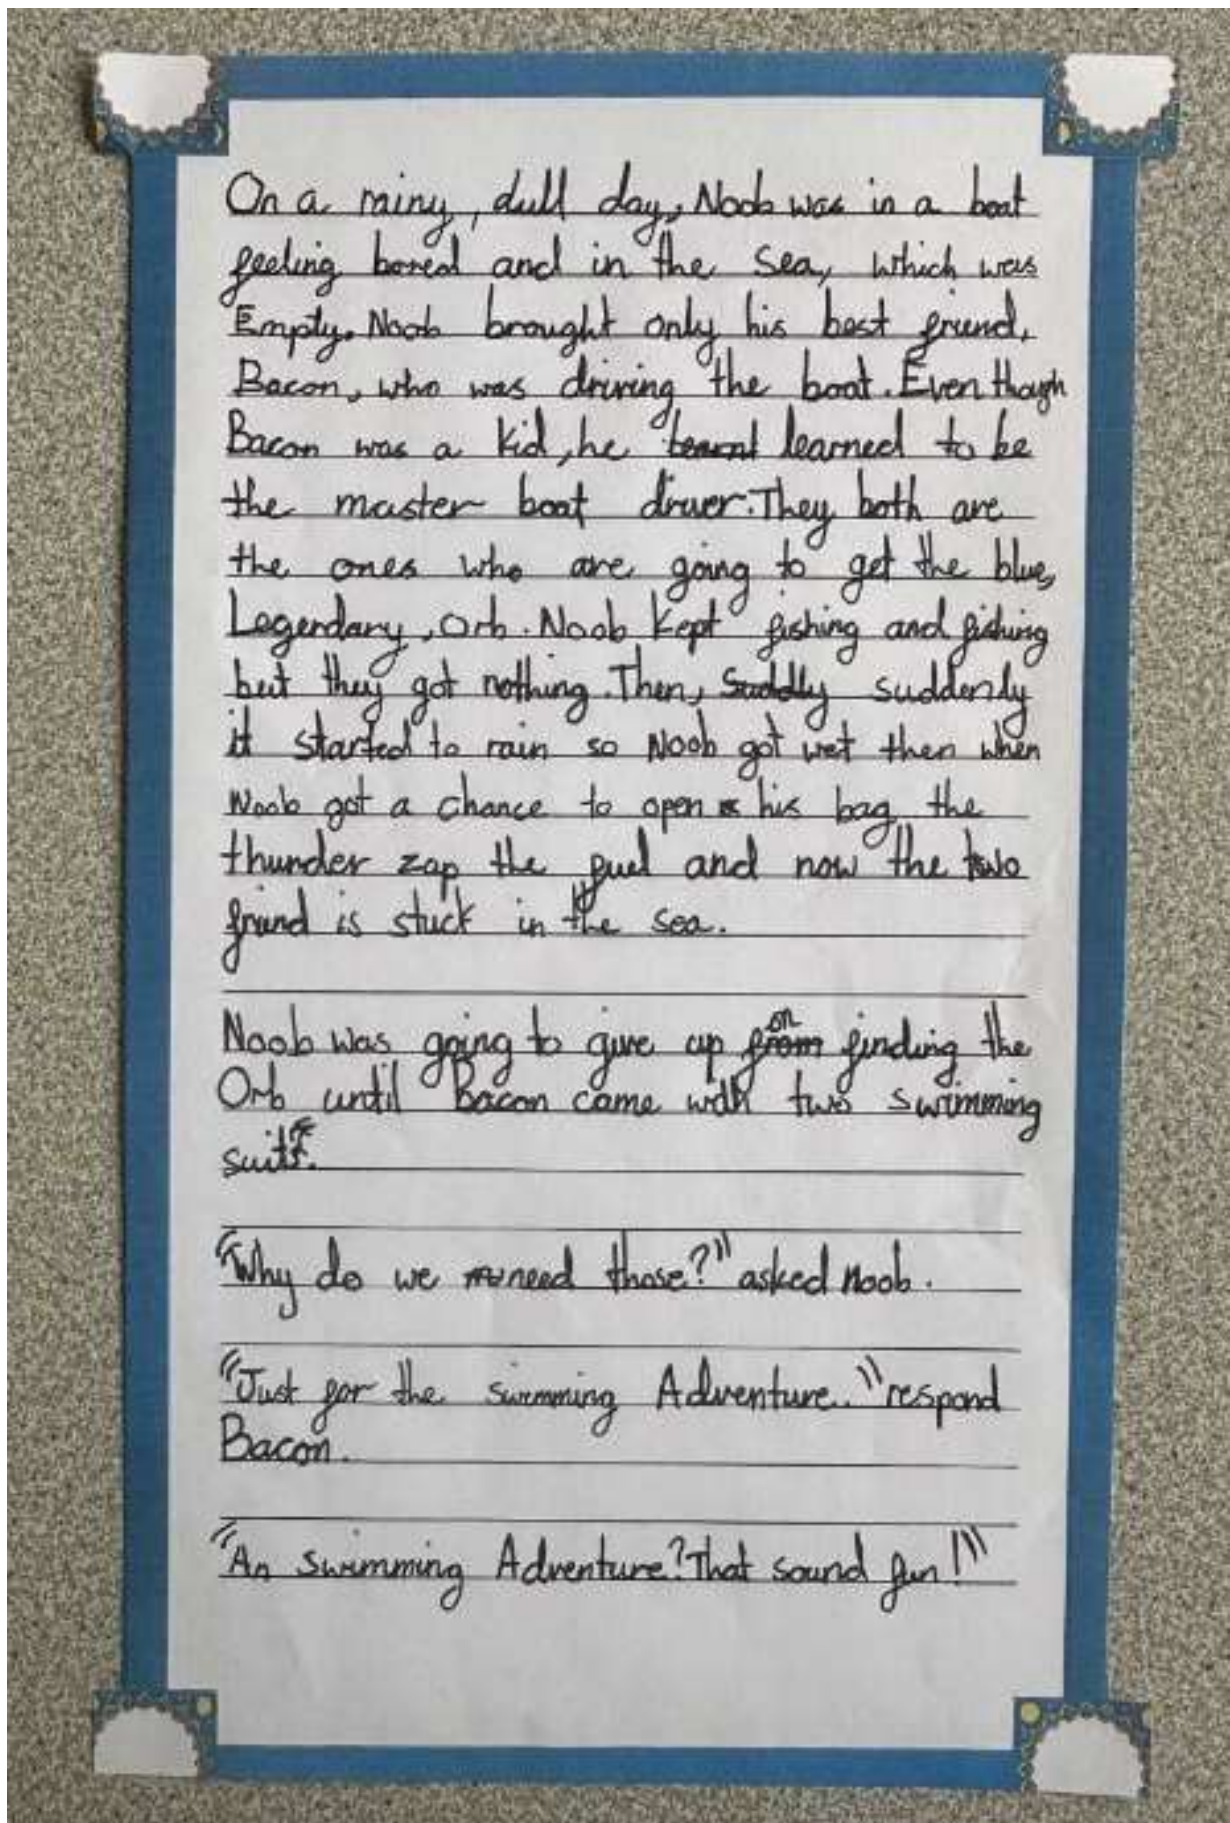 On a rainy, dull day, Noob was in a boat
feeling bored and in the sea, which was
Empty. Noob brought only his best friend,
Bacon, who was driving the boat. Even though
Bacon was a kid, he learned to be
the master boat driver. They both are
the ones who are going to get the blue,
Legendary, Orb. Noob kept fishing and fishing
but they got nothing. Then, Suddly suddenly
it started to rain so Noob got wet then when
Noob got a chance to open his bag the
thunder zap the fuel and now the two
friend is stuck in the sea.
Noob was going to give up from on finding the
Orb until Bacon came with two swimming
suits.
"Why do we need those?" asked Noob.
"Just for the swimming Adventure." respond
Bacon.
"An swimming Adventure? That sound fun!"